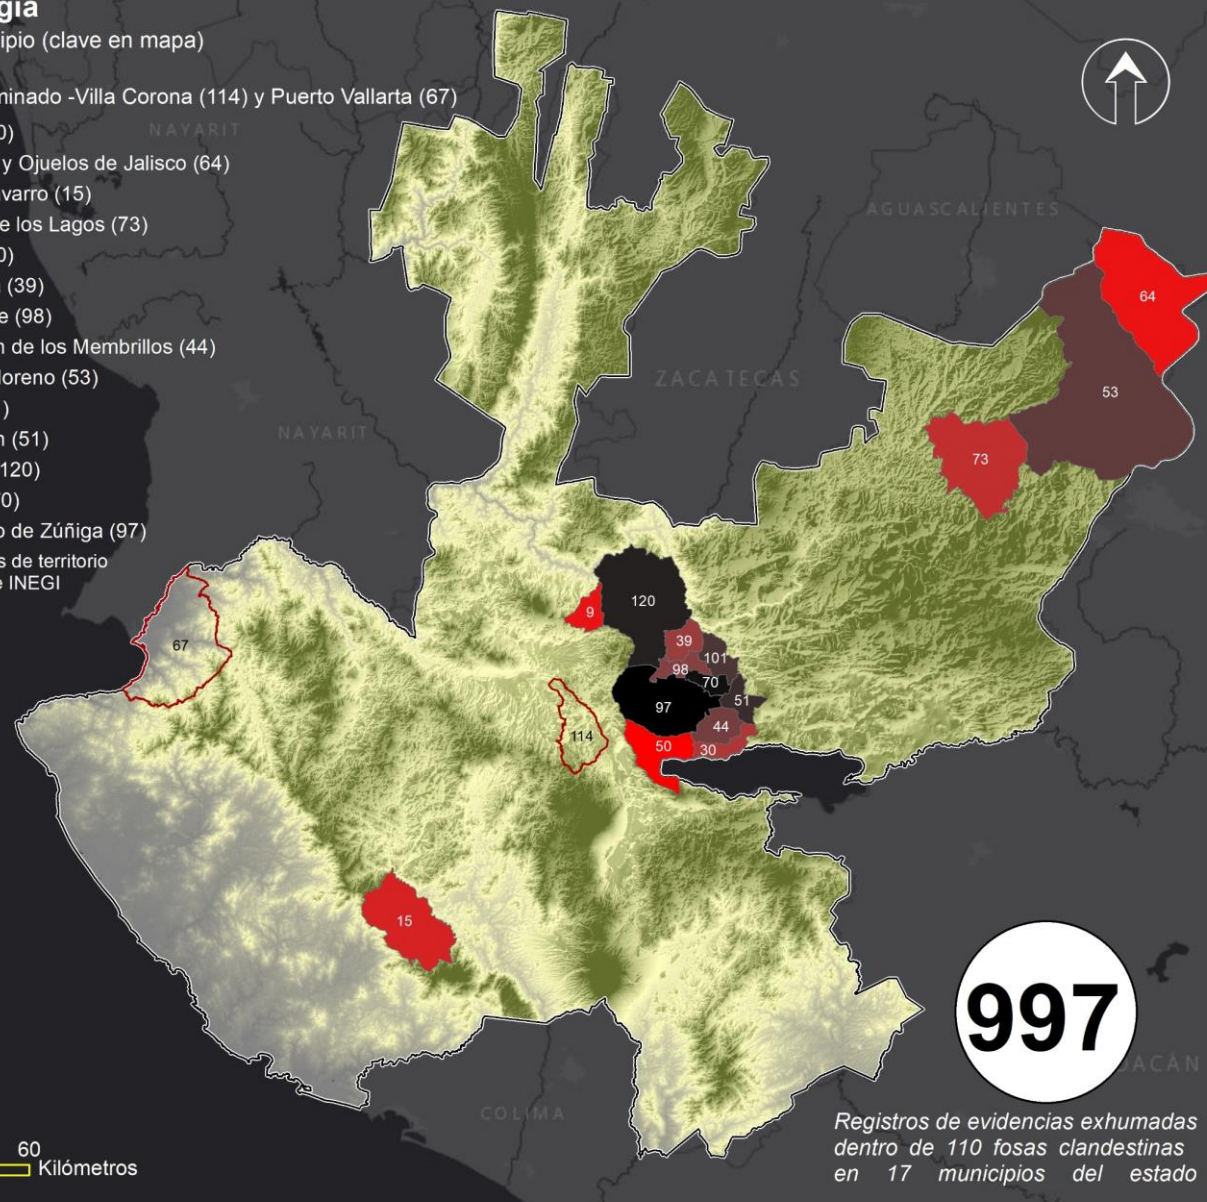 gía
ipio (clave en mapa)
minado -Villa Corona (114) y Puerto Vallarta (67)
0)
y Ojuelos de Jalisco (64)
avarro (15)
e los Lagos (73)
0)
(39)
e (98)
n de los Membrillos (44)
Moreno (53)
)
n (51)
120)
70)
o de Zúñiga (97)
s de territorio
e INEGI
NAYARIT
AGUASCALIENTES
ZACATECAS
NAYARIT
64
53
73
9
120
39
101
98
70
51
97
44
50
30
67
114
15
997
OACÁN
COLIMA
Registros de evidencias exhumadas
dentro de 110 fosas clandestinas
en 17 municipios del estado
60
Kilómetros